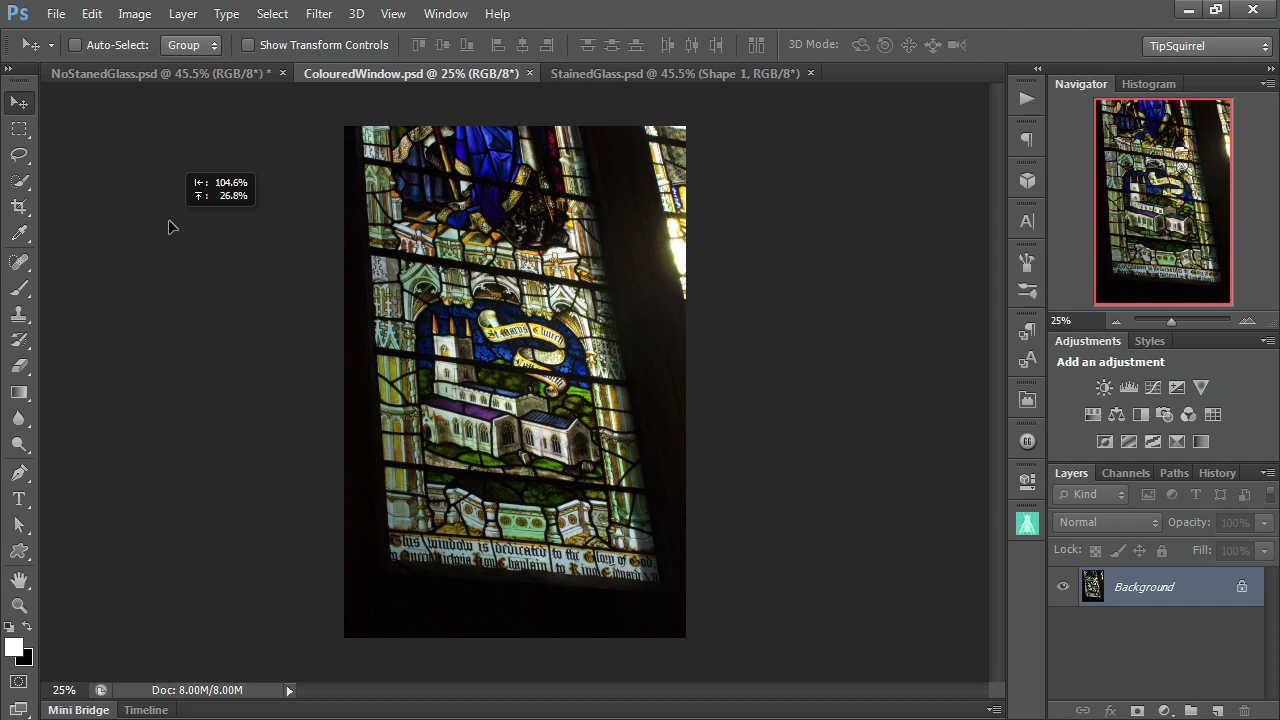 Ps File Edit Image Layer Type Select Filter 3D View Window Help
Auto-Select: Group Show Transform Controls 3D Mode: TipSquirrel
NoStanedGlass.psd @ 45.5% (RGB/8*) * × ColouredWindow.psd @ 25% (RGB/8*) × StainedGlass.psd @ 45.5% (Shape 1, RGB/8*) ×
Navigator Histogram
104.6%
26.8%
St Mary's Church
This window is dedicated to the Glory of God
25%
Adjustments Styles
Add an adjustment
Layers Channels Paths History
Kind
Normal Opacity: 100%
Lock: Fill: 100%
Background
25% Doc: 8.00M/8.00M
Mini Bridge Timeline